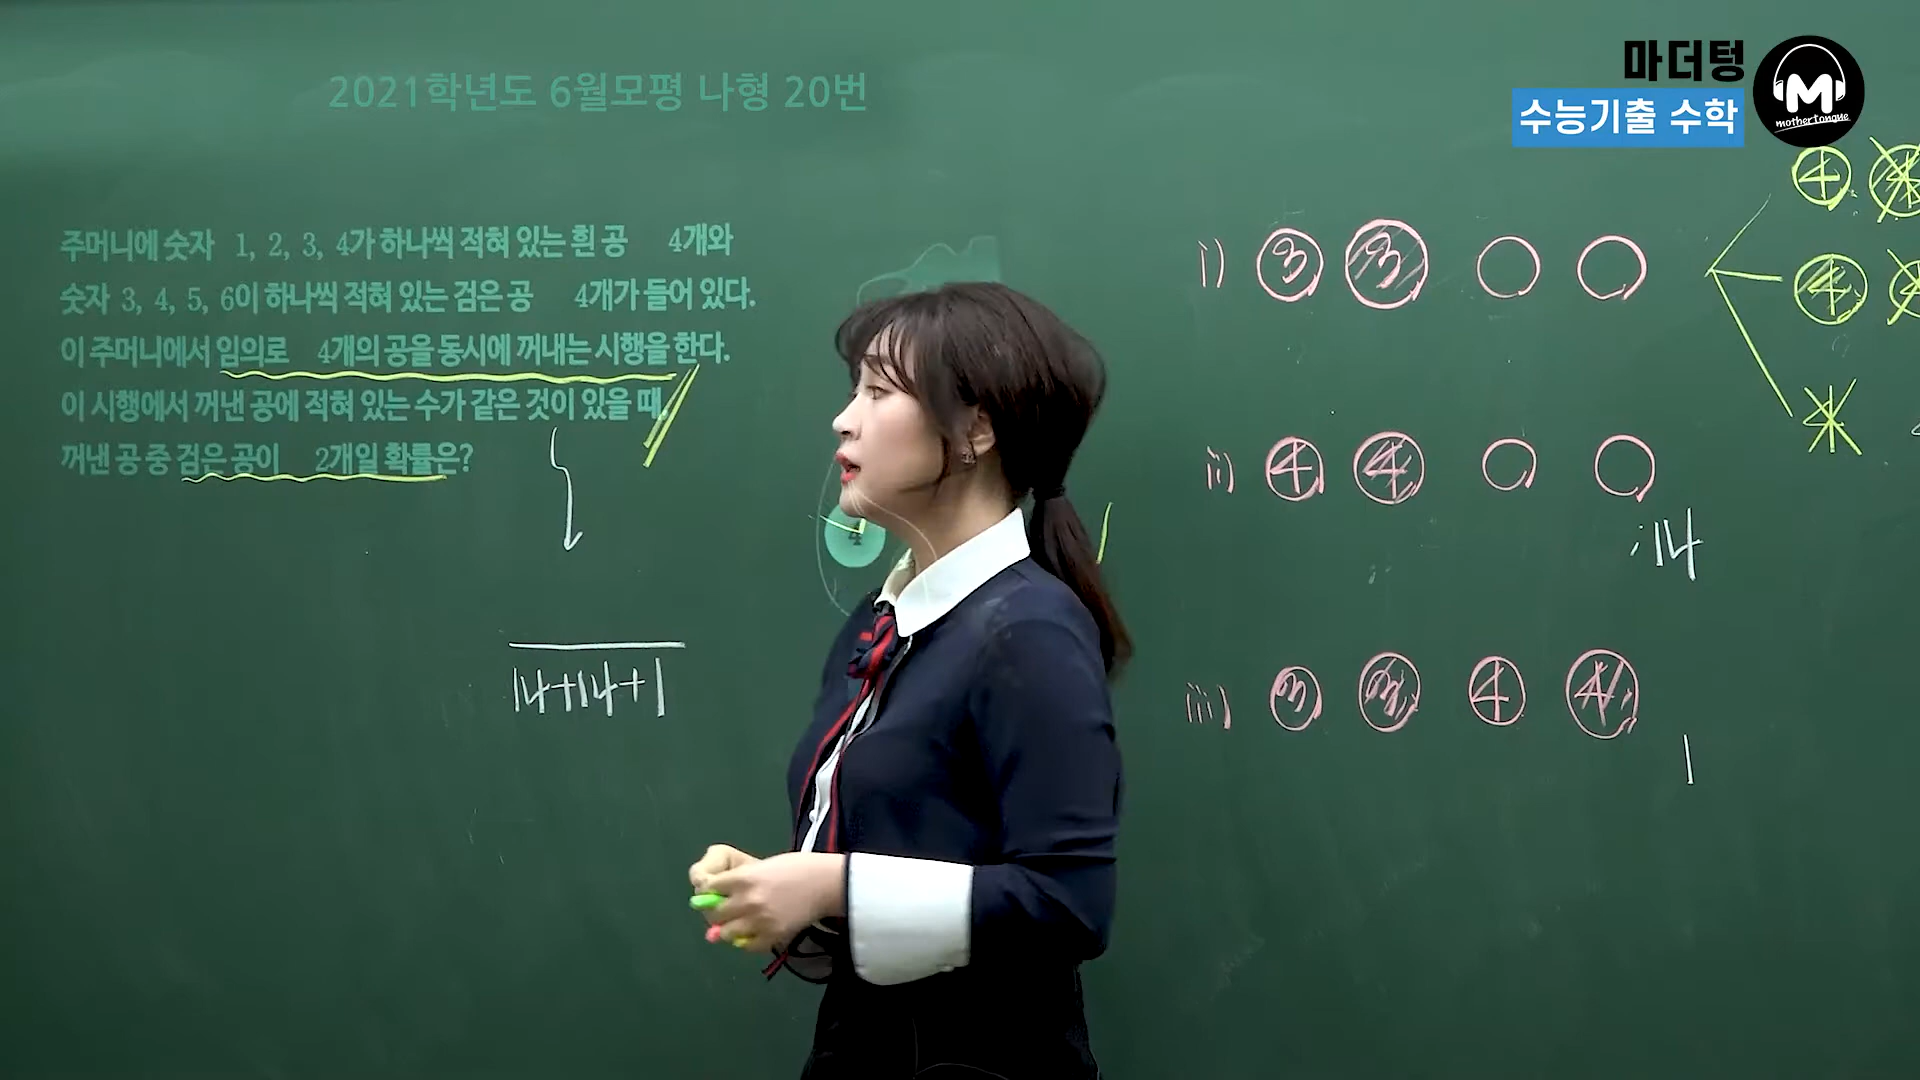 마더텅
수능기출 수학
M
mothertongue
2021학년도 6월모평 나형 20번
주머니에 숫자 1, 2, 3, 4가 하나씩 적혀 있는 흰 공 4개와
숫자 3, 4, 5, 6이 하나씩 적혀 있는 검은 공 4개가 들어 있다.
이 주머니에서 임의로 4개의 공을 동시에 꺼내는 시행을 한다.
이 시행에서 꺼낸 공에 적혀 있는 수가 같은 것이 있을 때,
꺼낸 공 중 검은 공이 2개일 확률은?
14+14+1
i) 3 3
4
4
ii) 4 4
: 14
iii) 3 3 4 4
1